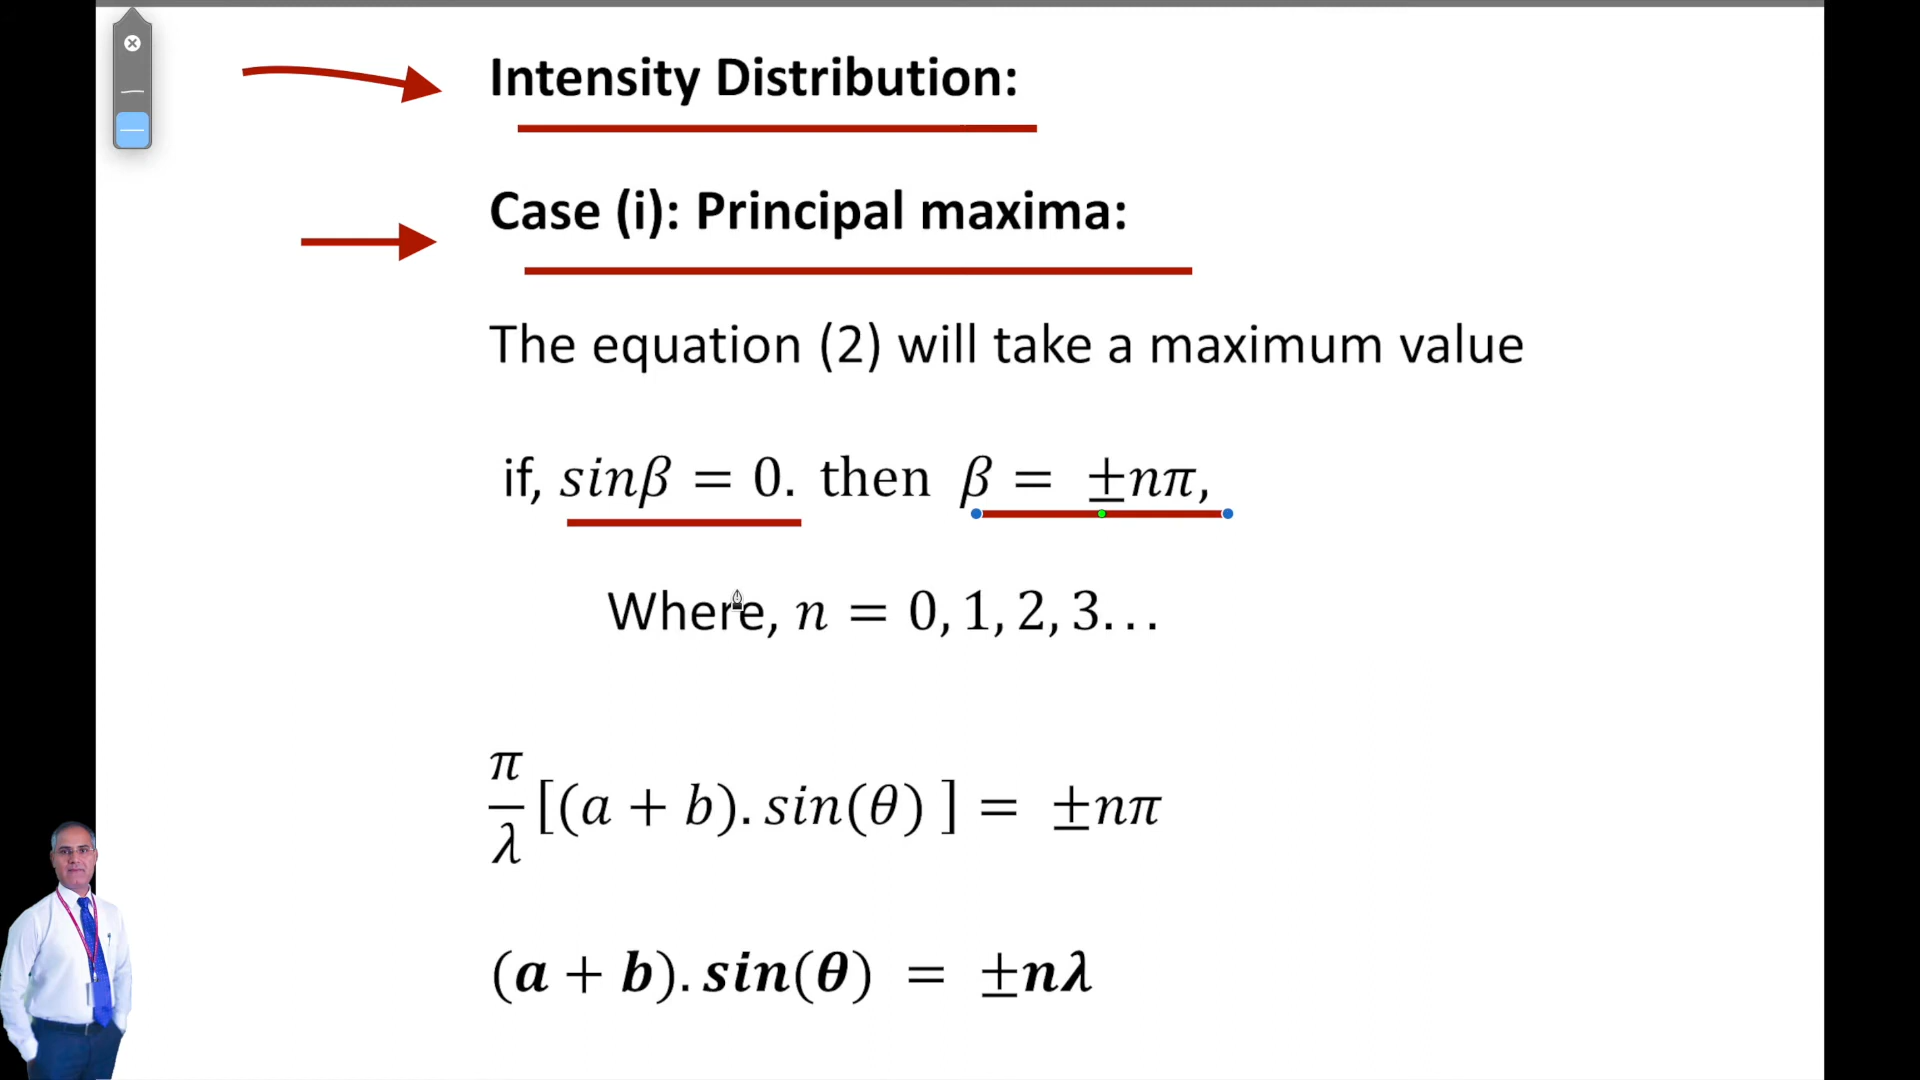 Intensity Distribution:
Case (i): Principal maxima:
The equation (2) will take a maximum value
if, sinβ = 0. then β = ±nπ,
Where, n = 0, 1, 2, 3...
π/λ [(a + b). sin(θ) ] = ±nπ
(a + b). sin(θ) = ±nλ